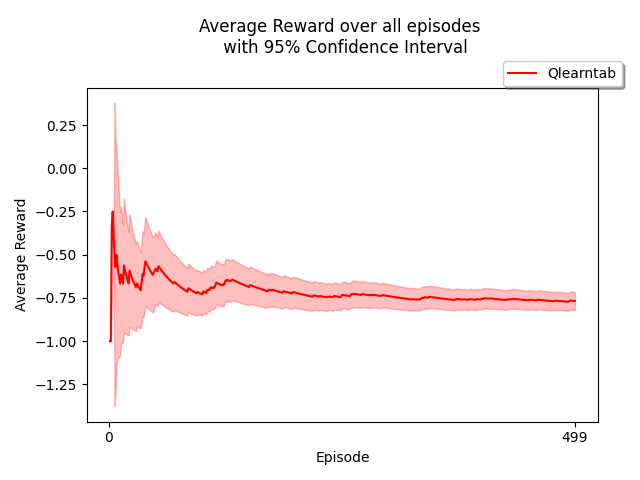 Average Reward over all episodes
with 95% Confidence Interval
Qlearntab
Average Reward
0.25
0.00
−0.25
−0.50
−0.75
−1.00
−1.25
0
499
Episode